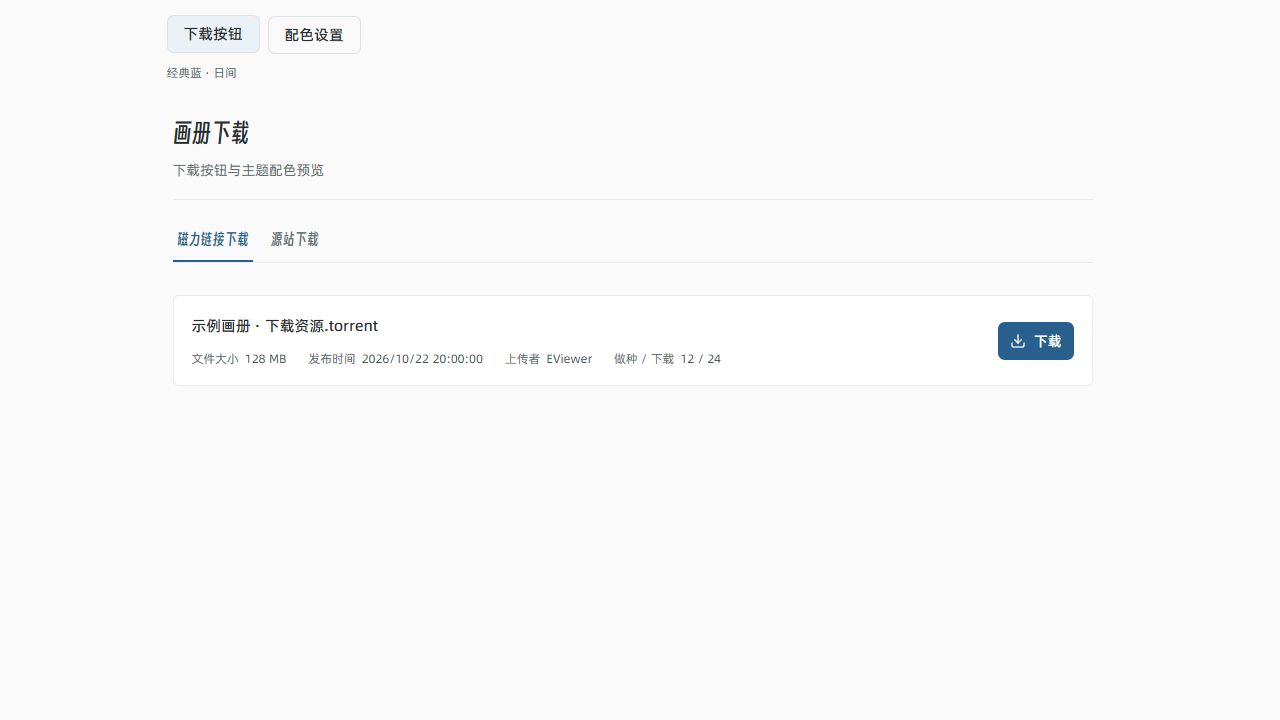 下载按钮 配色设置
经典蓝 · 日间
画册下载
下载按钮与主题配色预览
磁力链接下载 源站下载
示例画册 · 下载资源.torrent
文件大小 128 MB 发布时间 2026/10/22 20:00:00 上传者 EViewer 做种 / 下载 12 / 24
下载